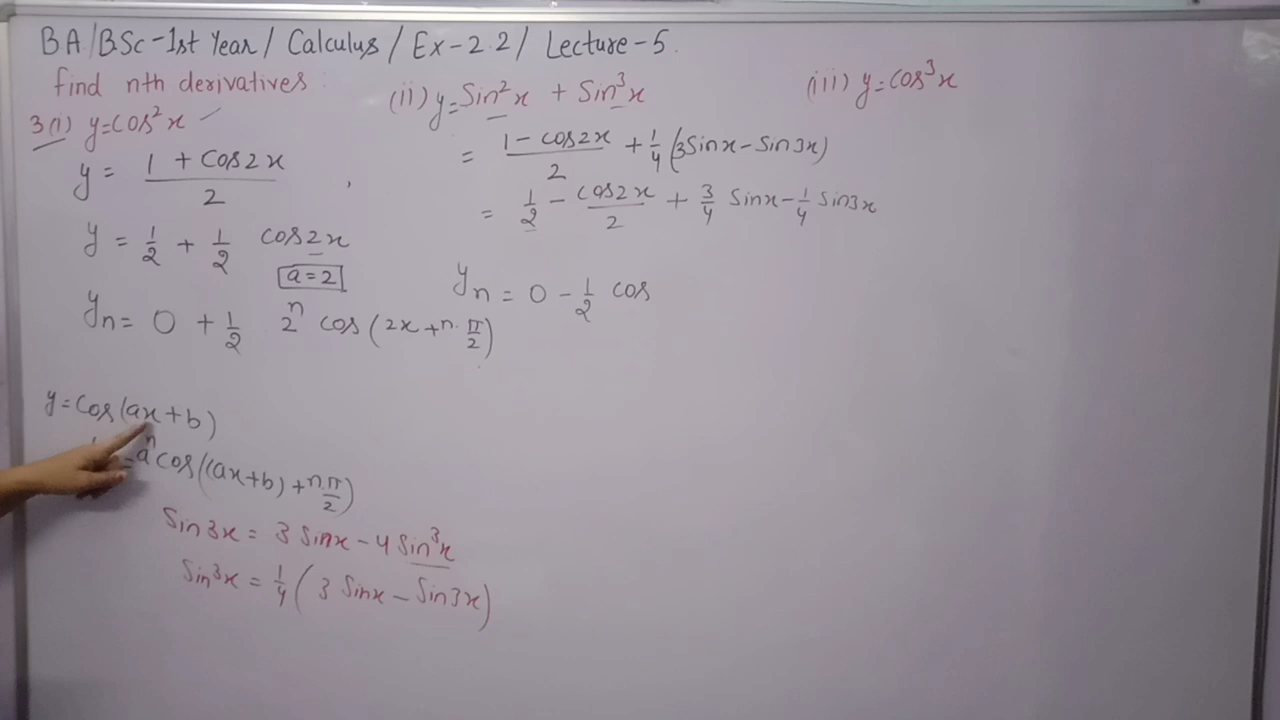 BA/BSc-1st Year/ Calculus / Ex-2.2/ Lecture-5.
find nth derivatives:
3(i) y=cos²x
y = (1 + cos2x)/2 ,
y = 1/2 + 1/2 cos2x
a=2
yₙ = 0 + 1/2 2ⁿ cos(2x+n.π/2)
(ii) y=Sin²x + Sin³x
= (1-cos2x)/2 + 1/4 (3Sinx-Sin3x)
= 1/2 - cos2x/2 + 3/4 Sinx-1/4 Sin3x
yₙ = 0 - 1/2 cos
(iii) y=cos³x
y=cos(ax+b)
=aⁿcos((ax+b)+nπ/2)
Sin3x = 3 Sinx-4 Sin³x
Sin³x = 1/4 (3 Sinx-Sin3x)